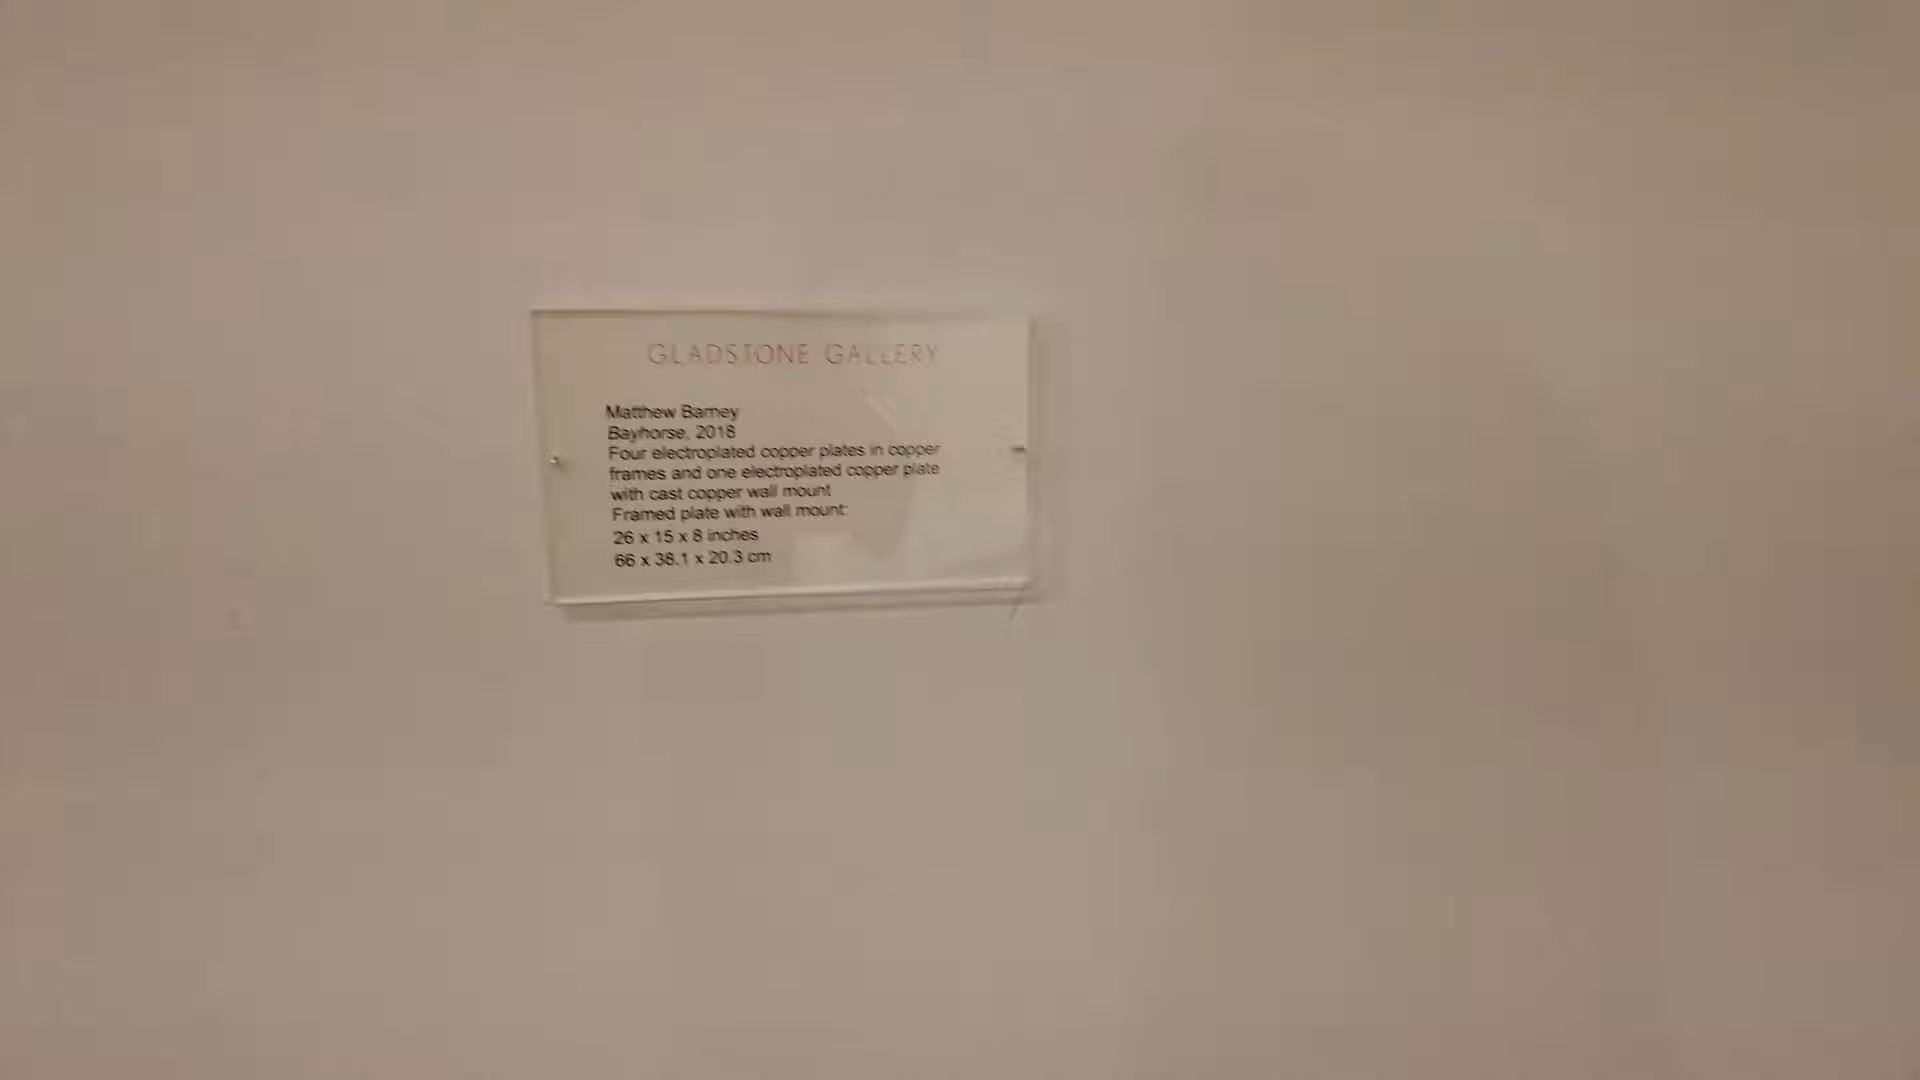 GLADSTONE GALLERY
Matthew Barney
Bayhorse, 2018
Four electroplated copper plates in copper
frames and one electroplated copper plate
with cast copper wall mount
Framed plate with wall mount:
26 x 15 x 8 inches
66 x 38.1 x 20.3 cm